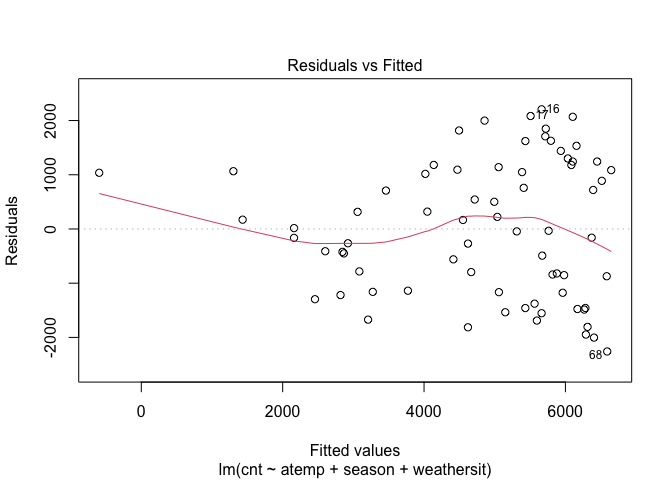 Residuals vs Fitted
Residuals
2000
1000
0
-2000
16
17
68
0 2000 4000 6000
Fitted values
lm(cnt ~ atemp + season + weathersit)